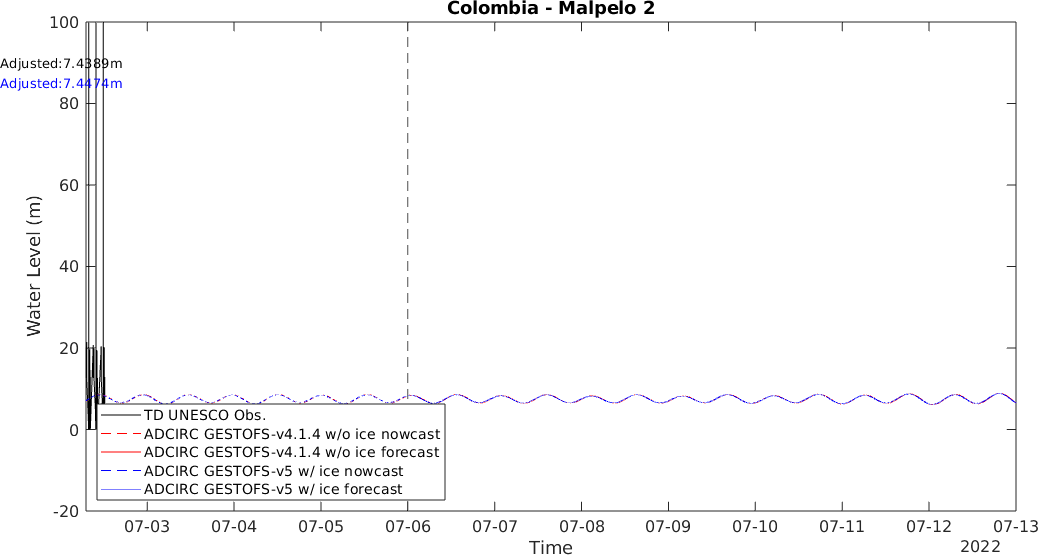 Colombia - Malpelo 2
100
Adjusted:7.4389m
Adjusted:7.4474m
80
60
40
20
0
-20
Water Level (m)
TD UNESCO Obs.
ADCIRC GESTOFS-v4.1.4 w/o ice nowcast
ADCIRC GESTOFS-v4.1.4 w/o ice forecast
ADCIRC GESTOFS-v5 w/ ice nowcast
ADCIRC GESTOFS-v5 w/ ice forecast
07-03 07-04 07-05 07-06 07-07 07-08 07-09 07-10 07-11 07-12 07-13
Time
2022